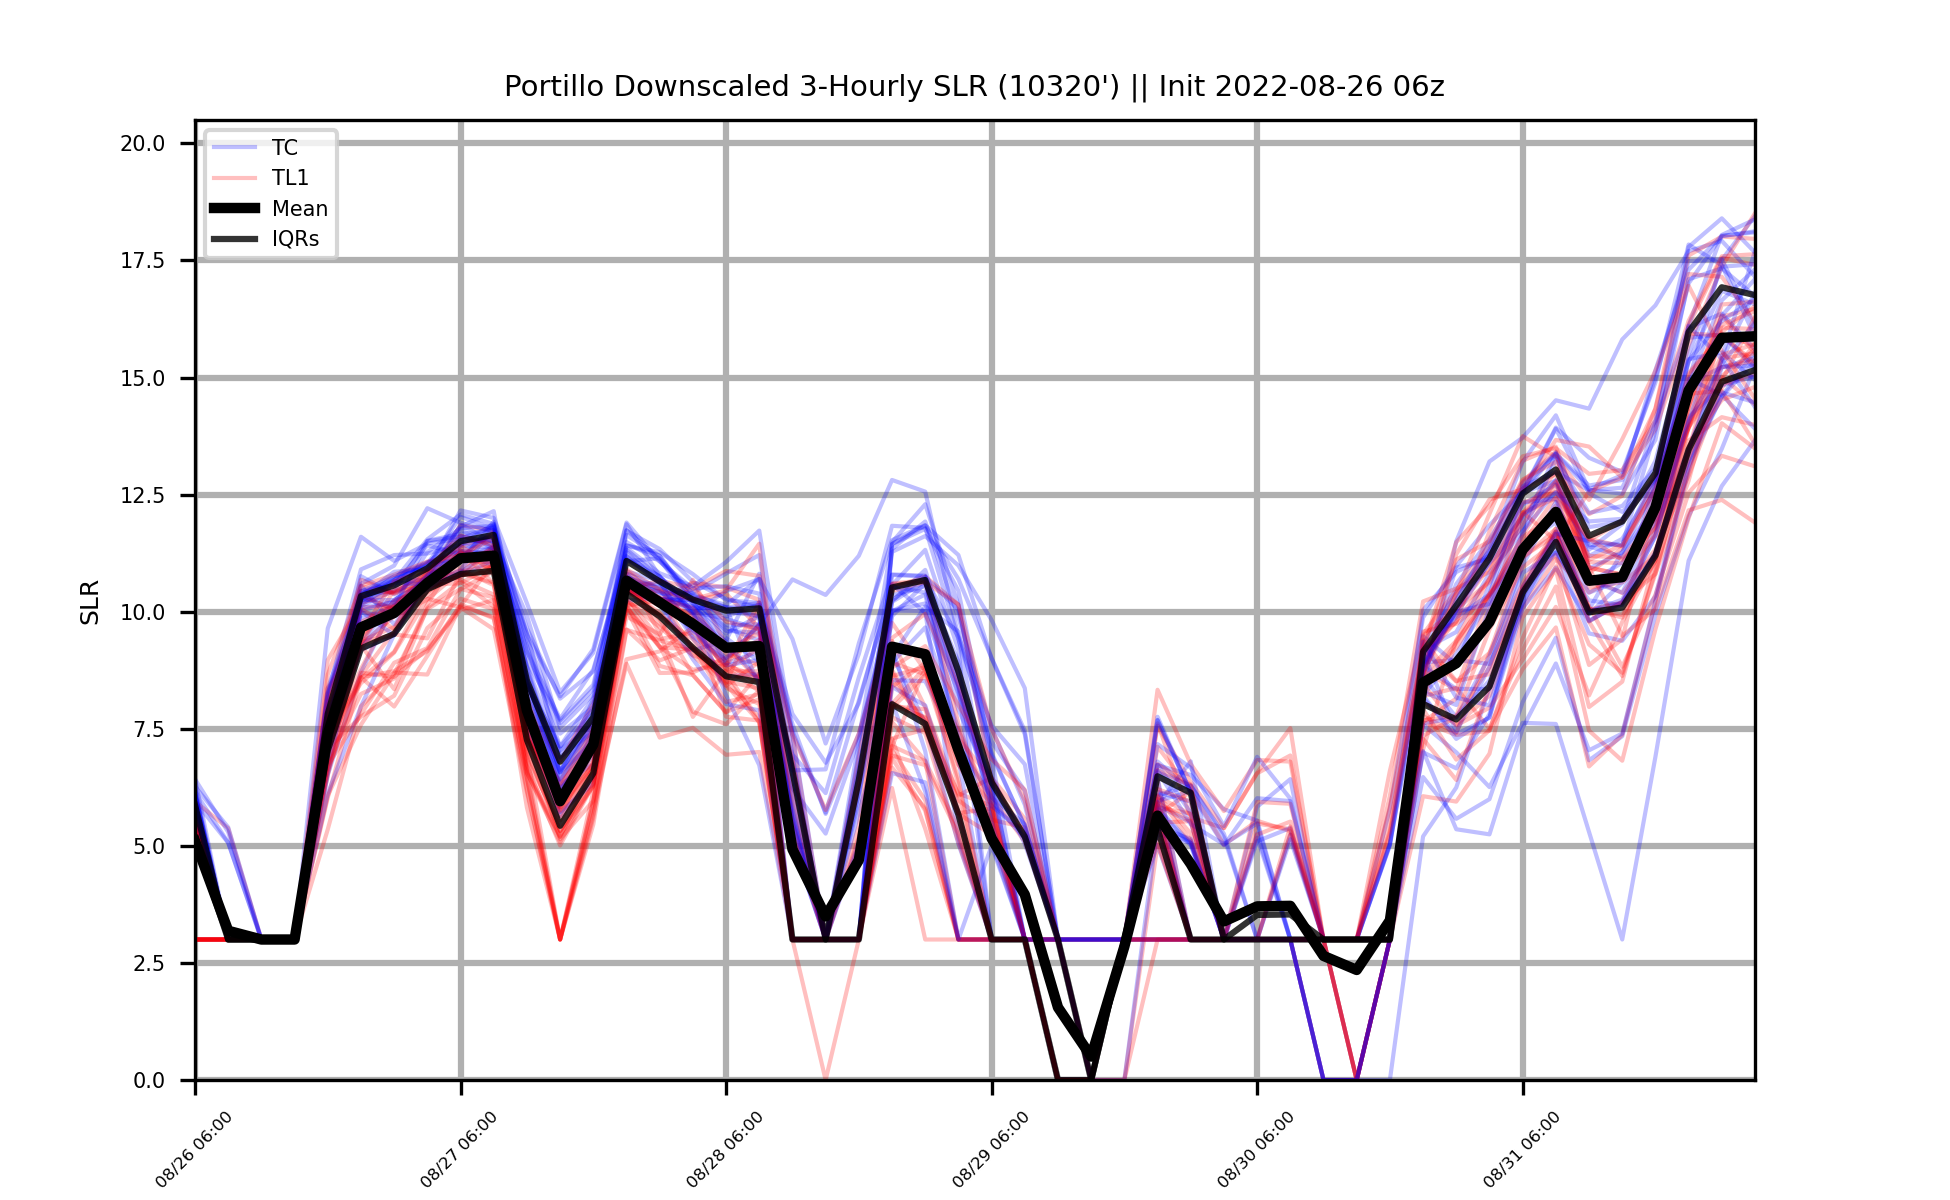 Portillo Downscaled 3-Hourly SLR (10320') || Init 2022-08-26 06z
TC
TL1
Mean
IQRs
SLR
20.0
17.5
15.0
12.5
10.0
7.5
5.0
2.5
0.0
08/26 06:00
08/27 06:00
08/28 06:00
08/29 06:00
08/30 06:00
08/31 06:00